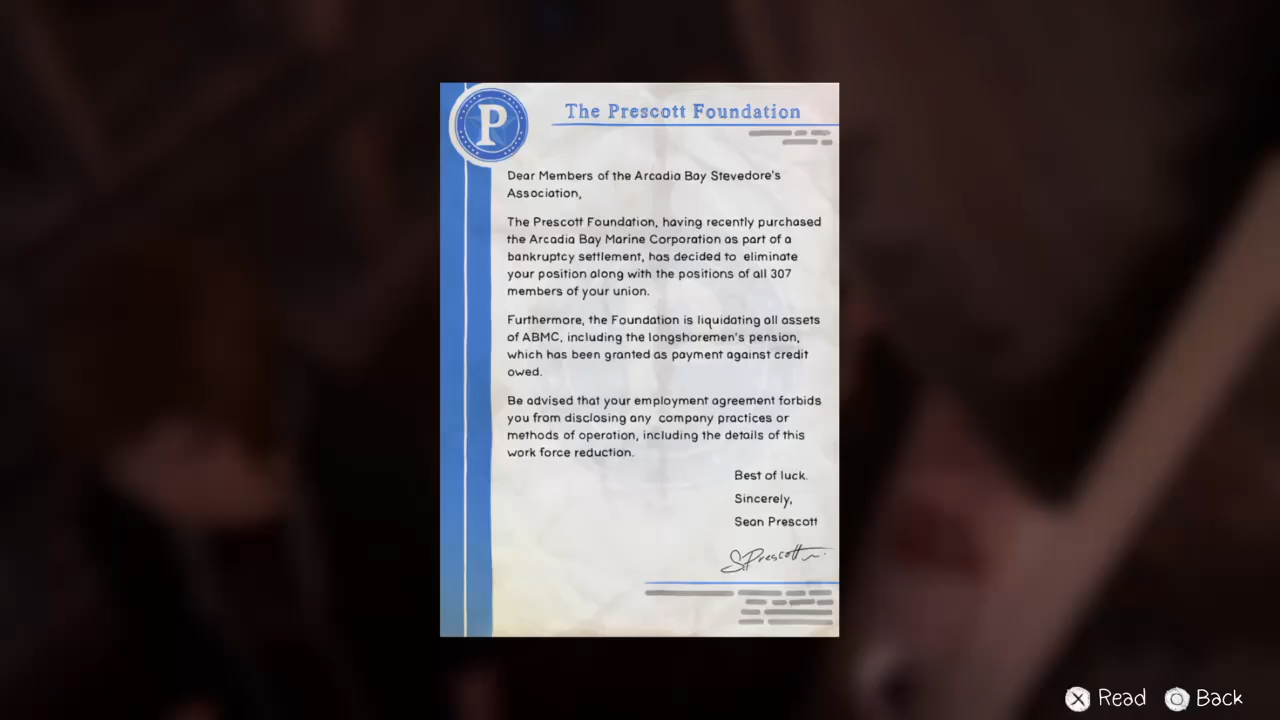 P
The Prescott Foundation
Dear Members of the Arcadia Bay Stevedore's
Association,
The Prescott Foundation, having recently purchased
the Arcadia Bay Marine Corporation as part of a
bankruptcy settlement, has decided to eliminate
your position along with the positions of all 307
members of your union.
Furthermore, the Foundation is liquidating all assets
of ABMC, including the longshoremen's pension,
which has been granted as payment against credit
owed.
Be advised that your employment agreement forbids
you from disclosing any company practices or
methods of operation, including the details of this
work force reduction.
Best of luck.
Sincerely,
Sean Prescott
S. Prescott
X Read O Back